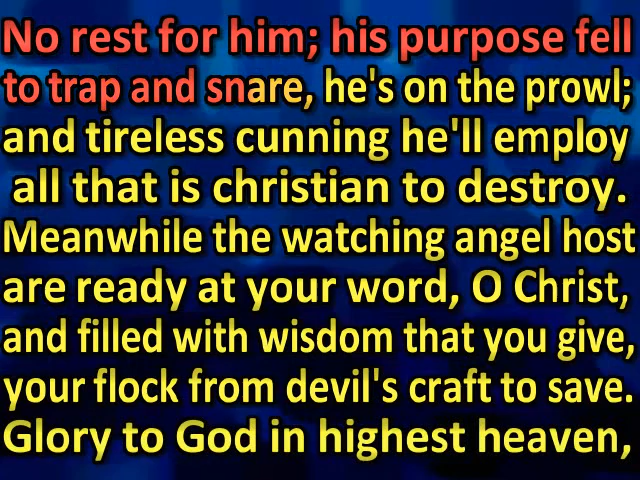 No rest for him; his purpose fell
to trap and snare, he's on the prowl;
and tireless cunning he'll employ
all that is christian to destroy.
Meanwhile the watching angel host
are ready at your word, O Christ,
and filled with wisdom that you give,
your flock from devil's craft to save.
Glory to God in highest heaven,